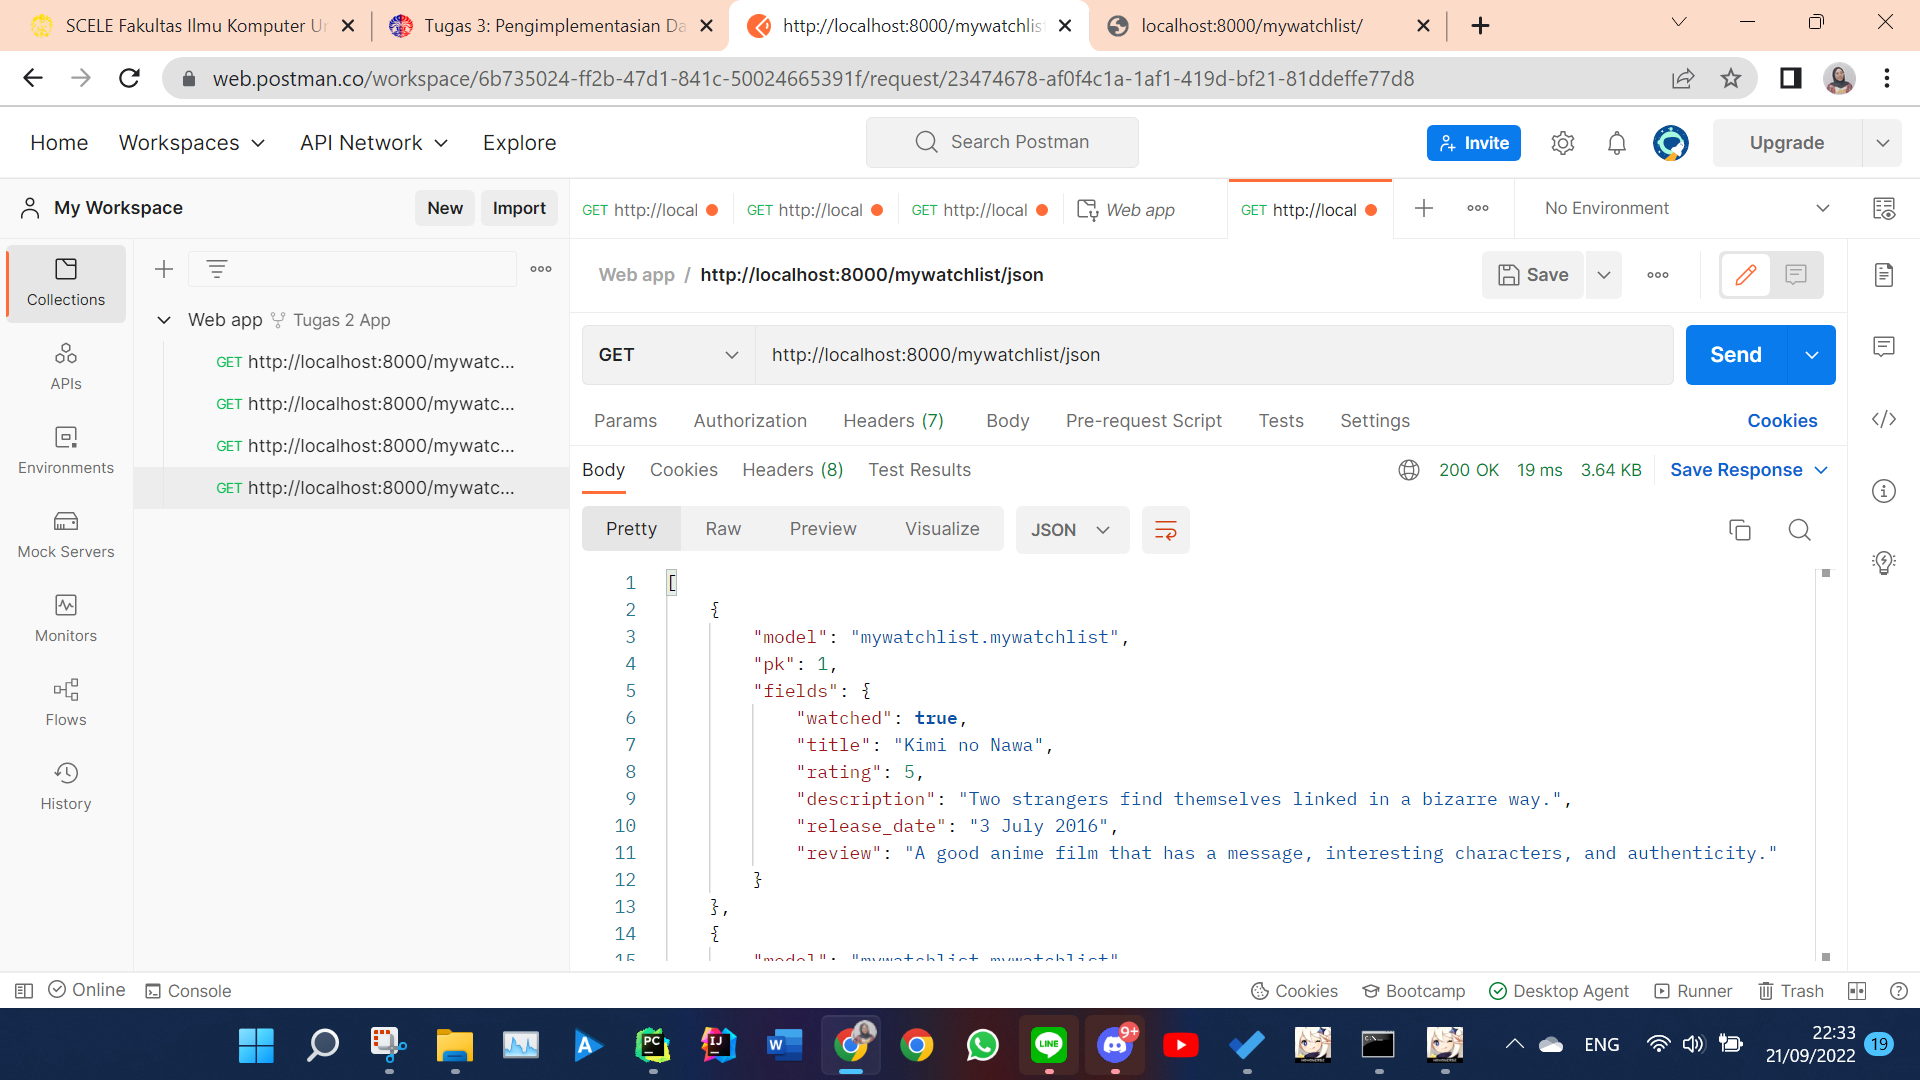 SCELE Fakultas Ilmu Komputer Un
Tugas 3: Pengimplementasian Da
http://localhost:8000/mywatchlist
localhost:8000/mywatchlist/
web.postman.co/workspace/6b735024-ff2b-47d1-841c-50024665391f/request/23474678-af0f4c1a-1af1-419d-bf21-81ddeffe77d8
Home Workspaces API Network Explore Search Postman Invite Upgrade
My Workspace New Import
GET http://local GET http://local GET http://local Web app GET http://local No Environment
Collections
APIs
Environments
Mock Servers
Monitors
Flows
History
Web app Tugas 2 App
GET http://localhost:8000/mywatc...
GET http://localhost:8000/mywatc...
GET http://localhost:8000/mywatc...
GET http://localhost:8000/mywatc...
Web app / http://localhost:8000/mywatchlist/json Save
GET http://localhost:8000/mywatchlist/json Send
Params Authorization Headers (7) Body Pre-request Script Tests Settings Cookies
Body Cookies Headers (8) Test Results 200 OK 19 ms 3.64 KB Save Response
Pretty Raw Preview Visualize JSON
1 [
2 {
3 "model": "mywatchlist.mywatchlist",
4 "pk": 1,
5 "fields": {
6 "watched": true,
7 "title": "Kimi no Nawa",
8 "rating": 5,
9 "description": "Two strangers find themselves linked in a bizarre way.",
10 "release_date": "3 July 2016",
11 "review": "A good anime film that has a message, interesting characters, and authenticity."
12 }
13 },
14 {
15 "model": "mywatchlist.mywatchlist"
Online Console Cookies Bootcamp Desktop Agent Runner Trash
PC IJ W LINE 9+ C:\
ENG
22:33
21/09/2022
19